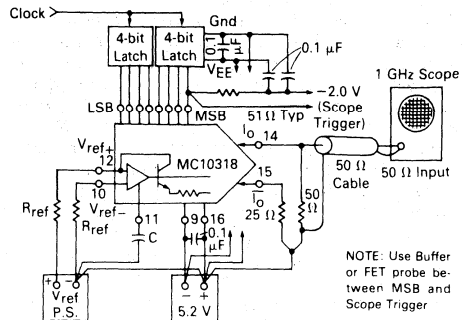 Clock
4-bit
Latch
4-bit
Latch
Gnd
0.1
µF
VEE
0.1 µF
1 GHz Scope
−2.0 V
LSB
MSB
51 Ω Typ
(Scope
Trigger)
IO 14
Vref+
12
MC10318
15
IO
50 Ω
Cable
50 Ω Input
10
Vref−
Rref
Rref
11
C
9
16
0.1
µF
25 Ω
50
Ω
+ −
Vref
P.S.
− +
5.2 V
NOTE: Use Buffer
or FET probe be-
tween MSB and
Scope Trigger